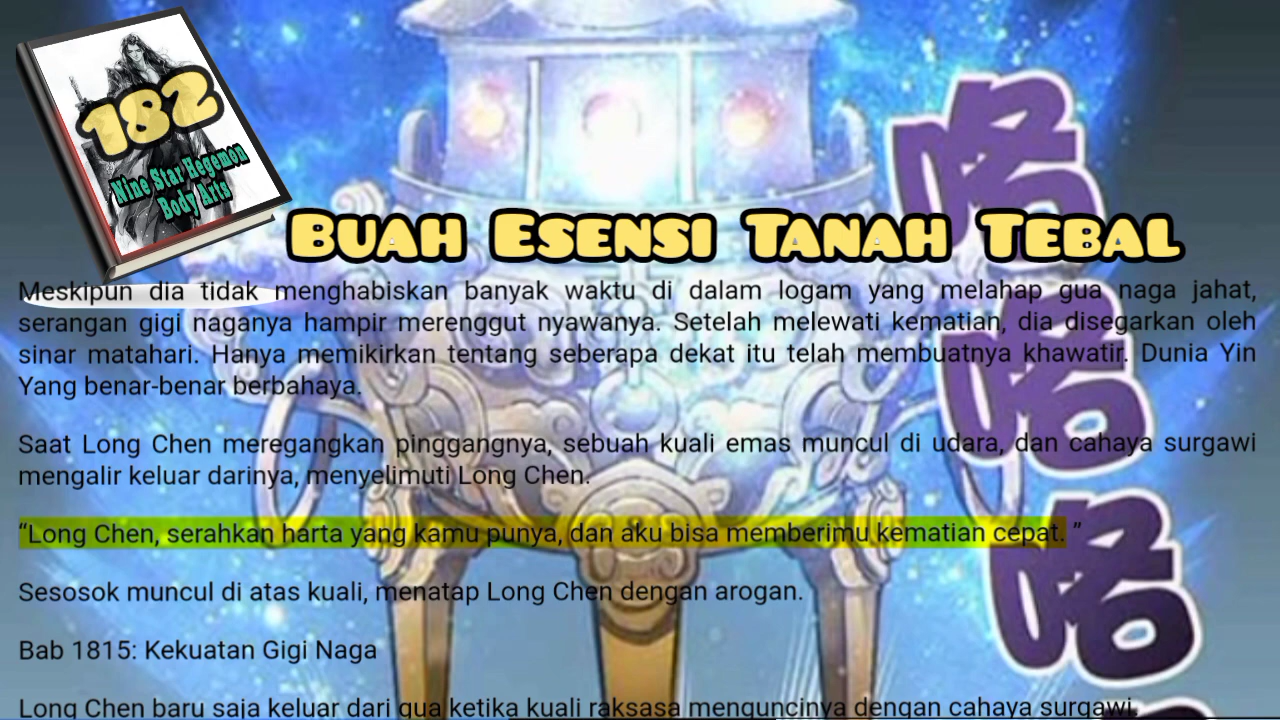 182
Nine Star Hegemon
Body Arts
Buah Esensi Tanah Tebal
Meskipun dia tidak menghabiskan banyak waktu di dalam logam yang melahap gua naga jahat,
serangan gigi naganya hampir merenggut nyawanya. Setelah melewati kematian, dia disegarkan oleh
sinar matahari. Hanya memikirkan tentang seberapa dekat itu telah membuatnya khawatir. Dunia Yin
Yang benar-benar berbahaya.
Saat Long Chen meregangkan pinggangnya, sebuah kuali emas muncul di udara, dan cahaya surgawi
mengalir keluar darinya, menyelimuti Long Chen.
“Long Chen, serahkan harta yang kamu punya, dan aku bisa memberimu kematian cepat. ”
Sesosok muncul di atas kuali, menatap Long Chen dengan arogan.
Bab 1815: Kekuatan Gigi Naga
Long Chen baru saja keluar dari gua ketika kuali raksasa menguncinya dengan cahaya surgawi.
咯
咯
咯